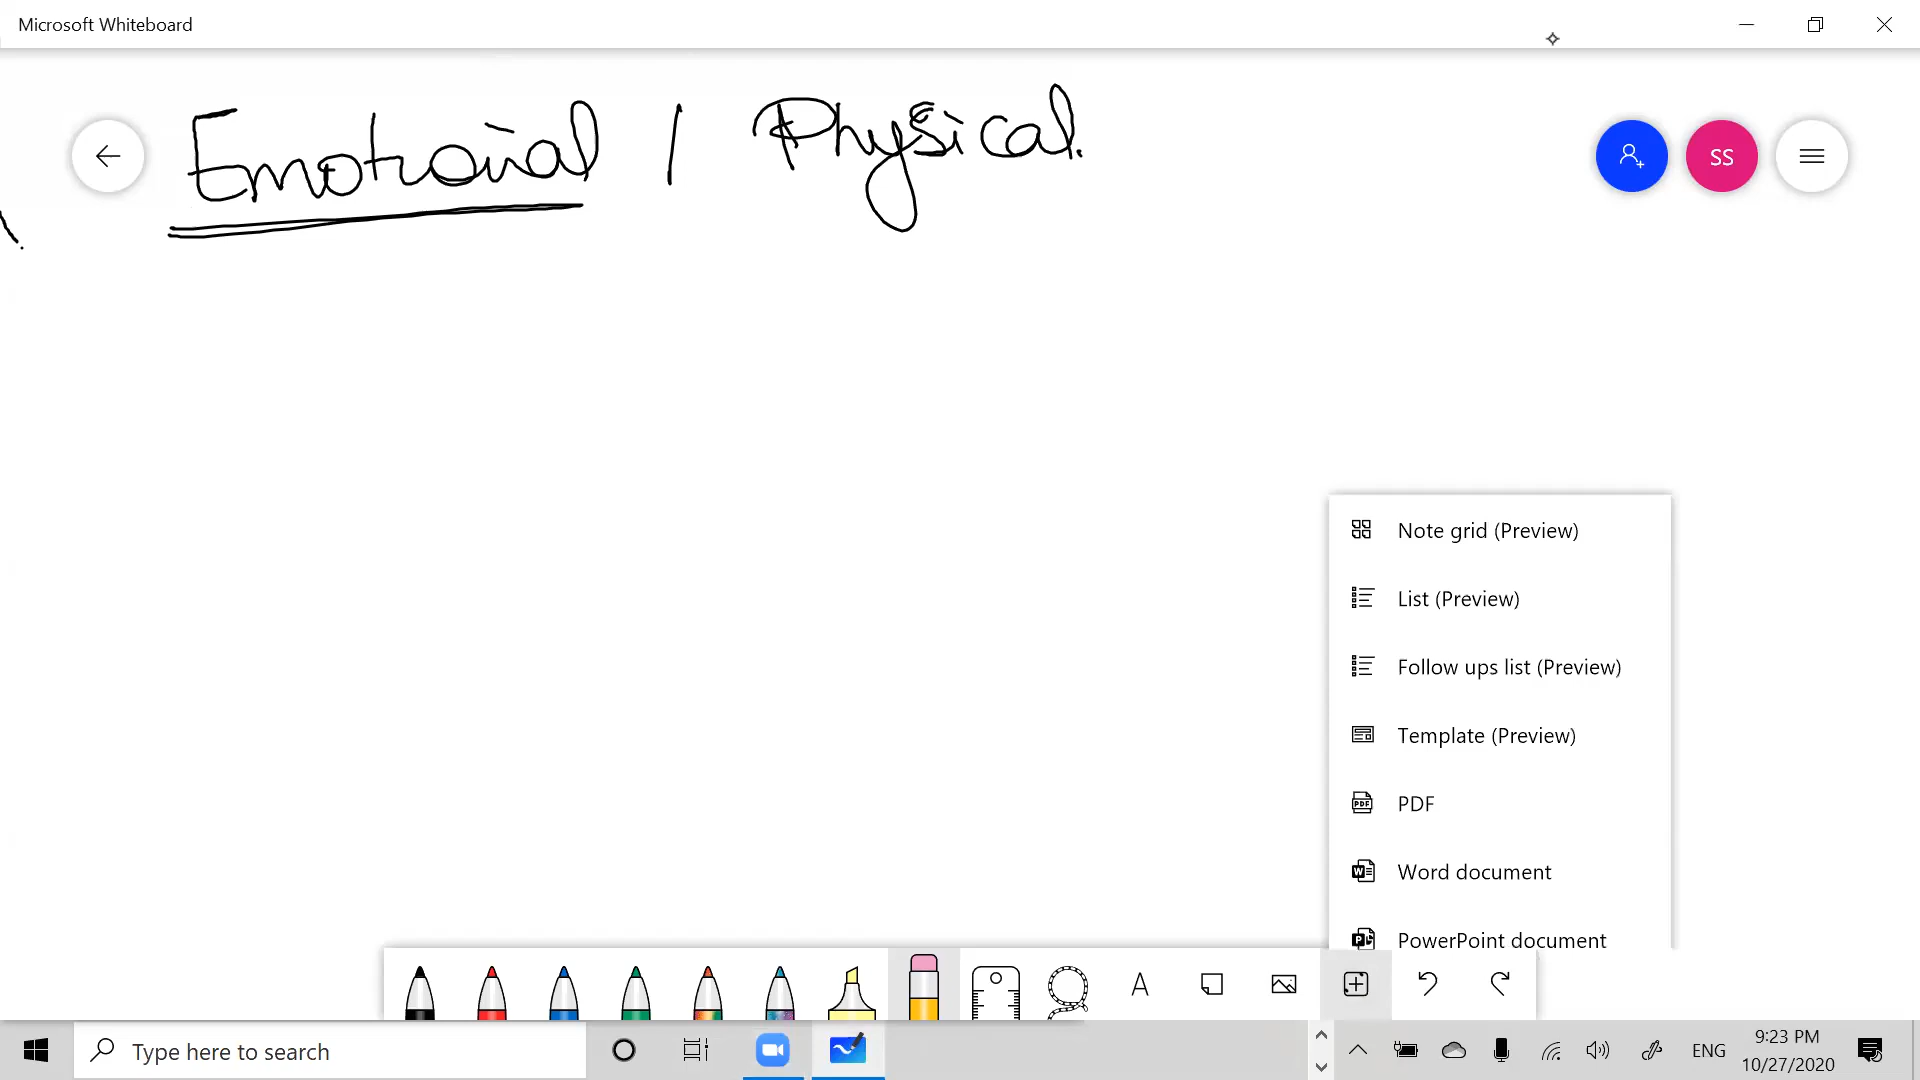 Microsoft Whiteboard
Emotional / Physical.
SS
Note grid (Preview)
List (Preview)
Follow ups list (Preview)
Template (Preview)
PDF
Word document
PowerPoint document
Type here to search
ENG
9:23 PM
10/27/2020